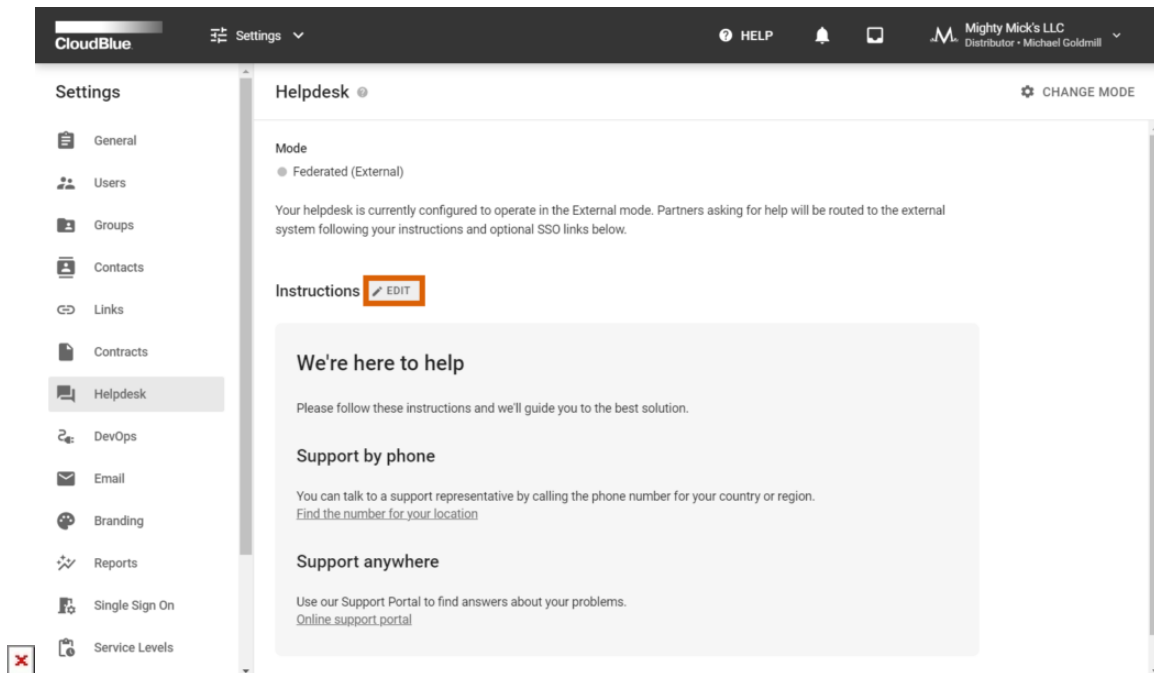 CloudBlue
Settings
HELP
Mighty Mick's LLC
Distributor • Michael Goldmill
Settings
General
Users
Groups
Contacts
Links
Contracts
Helpdesk
DevOps
Email
Branding
Reports
Single Sign On
Service Levels
Helpdesk
CHANGE MODE
Mode
Federated (External)
Your helpdesk is currently configured to operate in the External mode. Partners asking for help will be routed to the external
system following your instructions and optional SSO links below.
Instructions EDIT
We're here to help
Please follow these instructions and we'll guide you to the best solution.
Support by phone
You can talk to a support representative by calling the phone number for your country or region.
Find the number for your location
Support anywhere
Use our Support Portal to find answers about your problems.
Online support portal